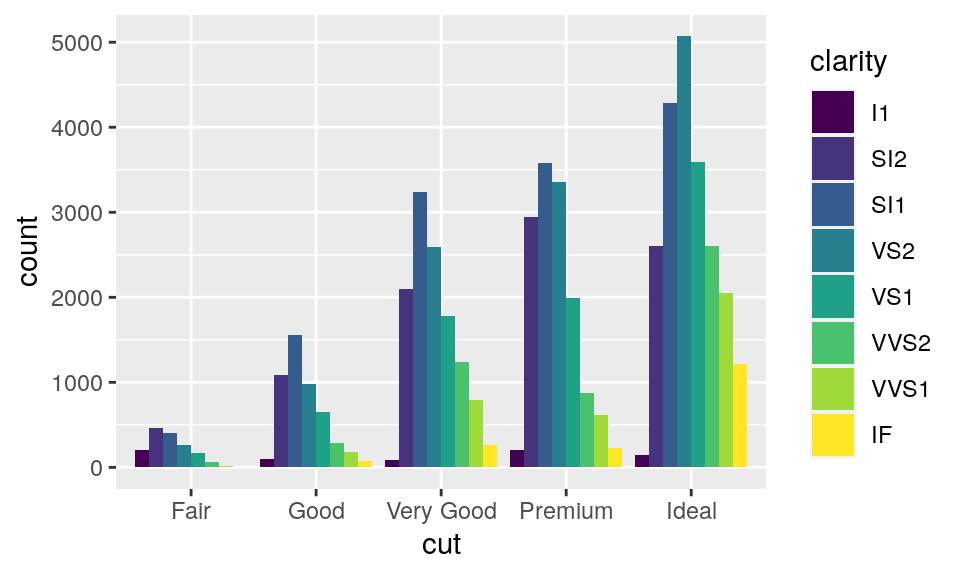 5000
4000
3000
2000
1000
0
count
Fair Good Very Good Premium Ideal
cut
clarity
I1
SI2
SI1
VS2
VS1
VVS2
VVS1
IF